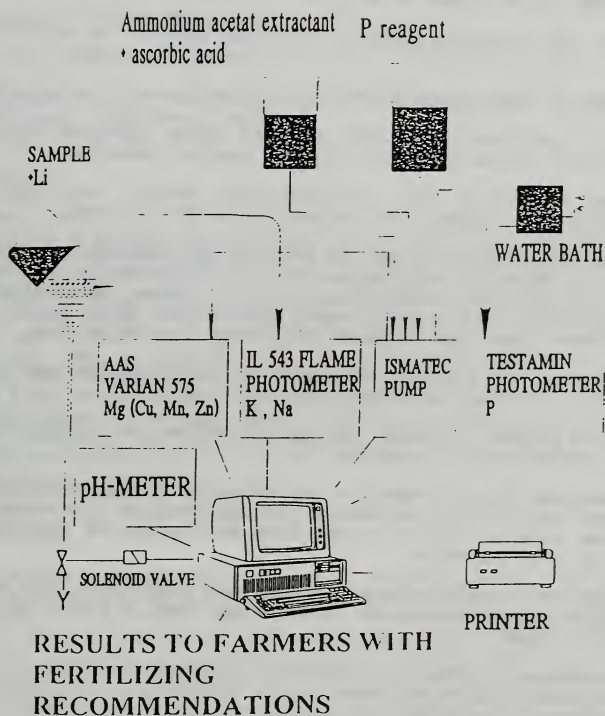 Ammonium acetat extractant
+ ascorbic acid
P reagent
SAMPLE
+Li
WATER BATH
AAS
VARIAN 575
Mg (Cu, Mn, Zn)
IL 543 FLAME
PHOTOMETER
K , Na
ISMATEC
PUMP
TESTAMIN
PHOTOMETER
P
pH-METER
SOLENOID VALVE
PRINTER
RESULTS TO FARMERS WITH
FERTILIZING
RECOMMENDATIONS